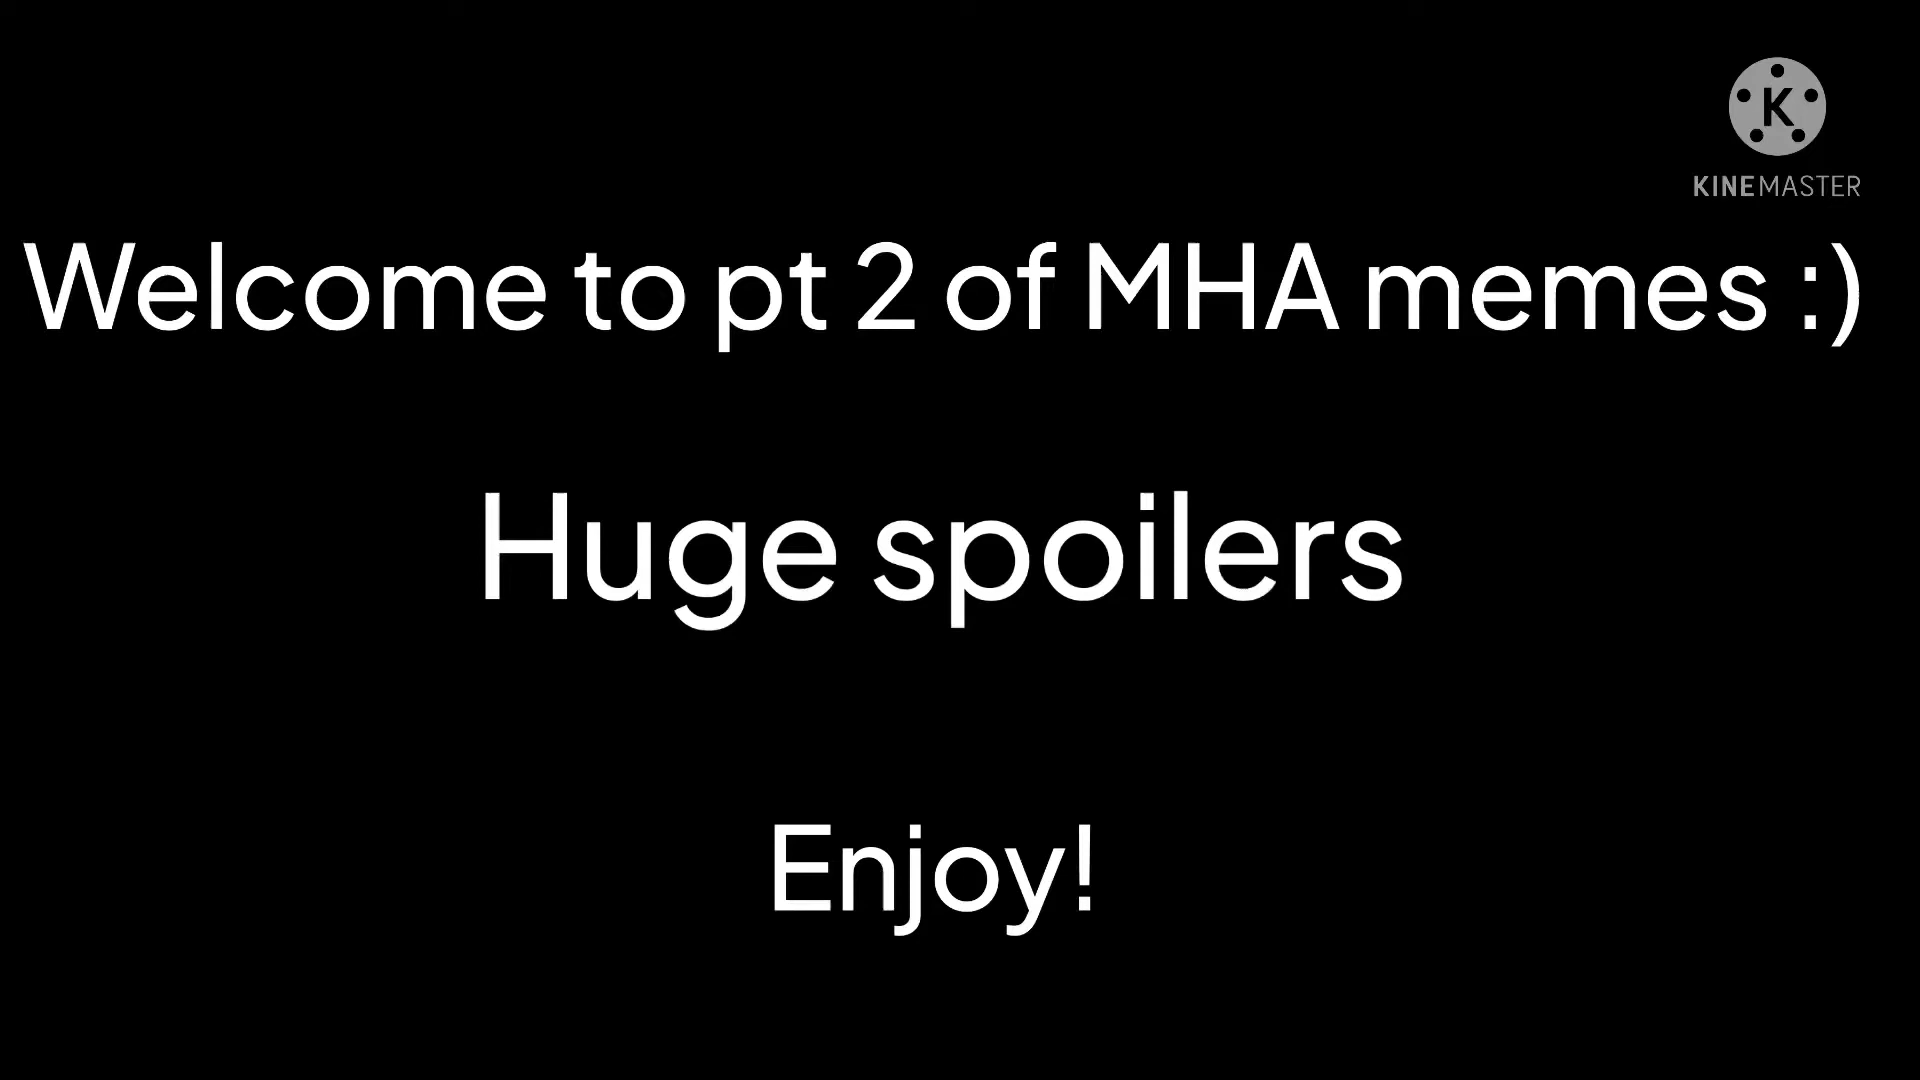 K
KINEMASTER
Welcome to pt 2 of MHA memes :)
Huge spoilers
Enjoy!